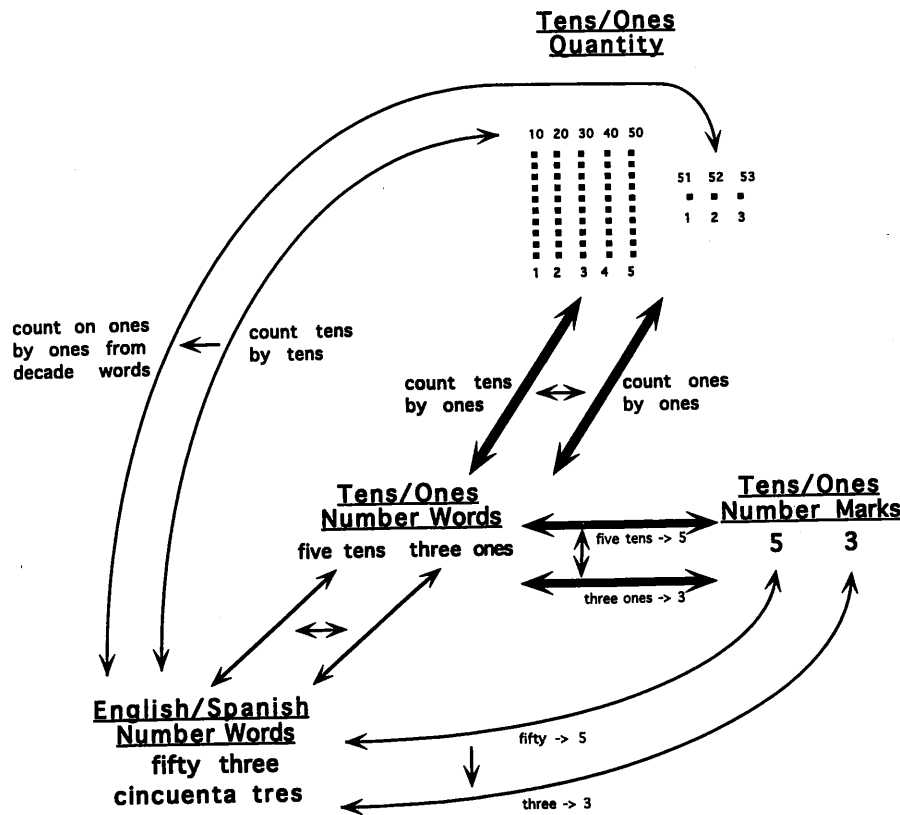 Tens/Ones
Quantity
10 20 30 40 50
51 52 53
1 2 3
1 2 3 4 5
count on ones
by ones from
decade words
count tens
by tens
count tens
by ones
count ones
by ones
Tens/Ones
Number Words
five tens three ones
Tens/Ones
Number Marks
5 3
five tens -> 5
three ones -> 3
English/Spanish
Number Words
fifty three
cincuenta tres
fifty -> 5
three -> 3